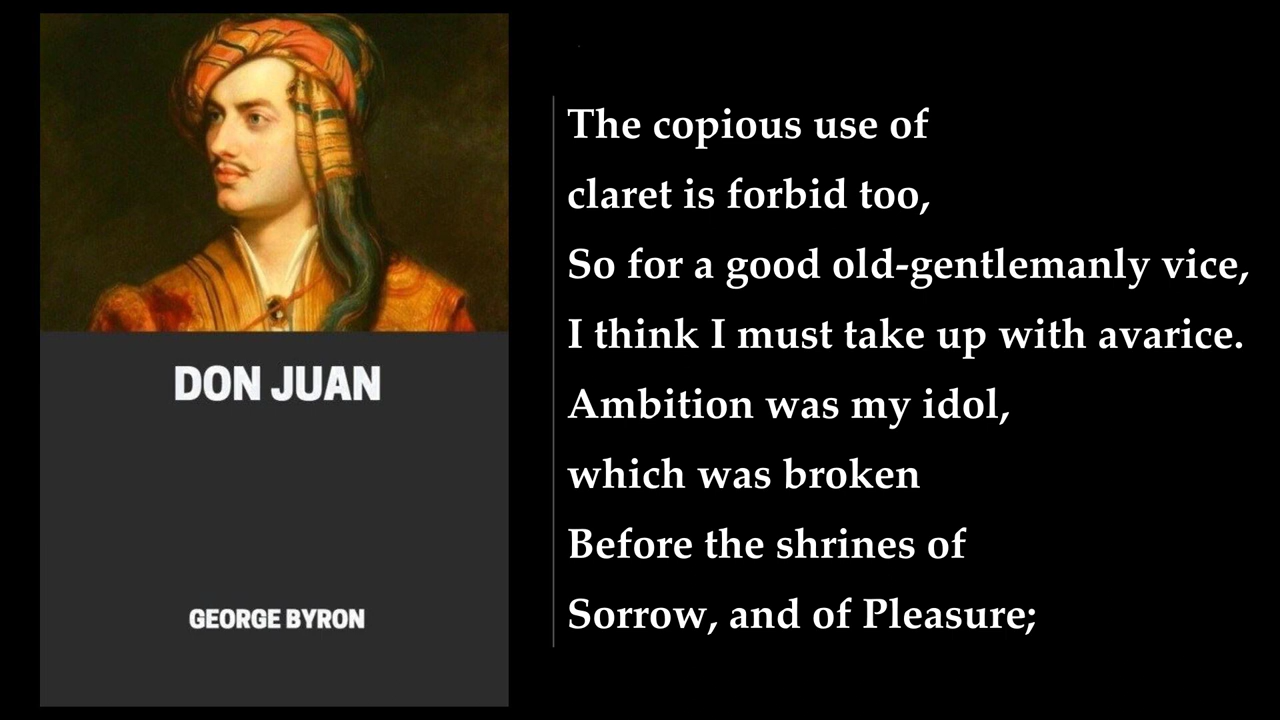 DON JUAN
GEORGE BYRON
The copious use of
claret is forbid too,
So for a good old-gentlemanly vice,
I think I must take up with avarice.
Ambition was my idol,
which was broken
Before the shrines of
Sorrow, and of Pleasure;